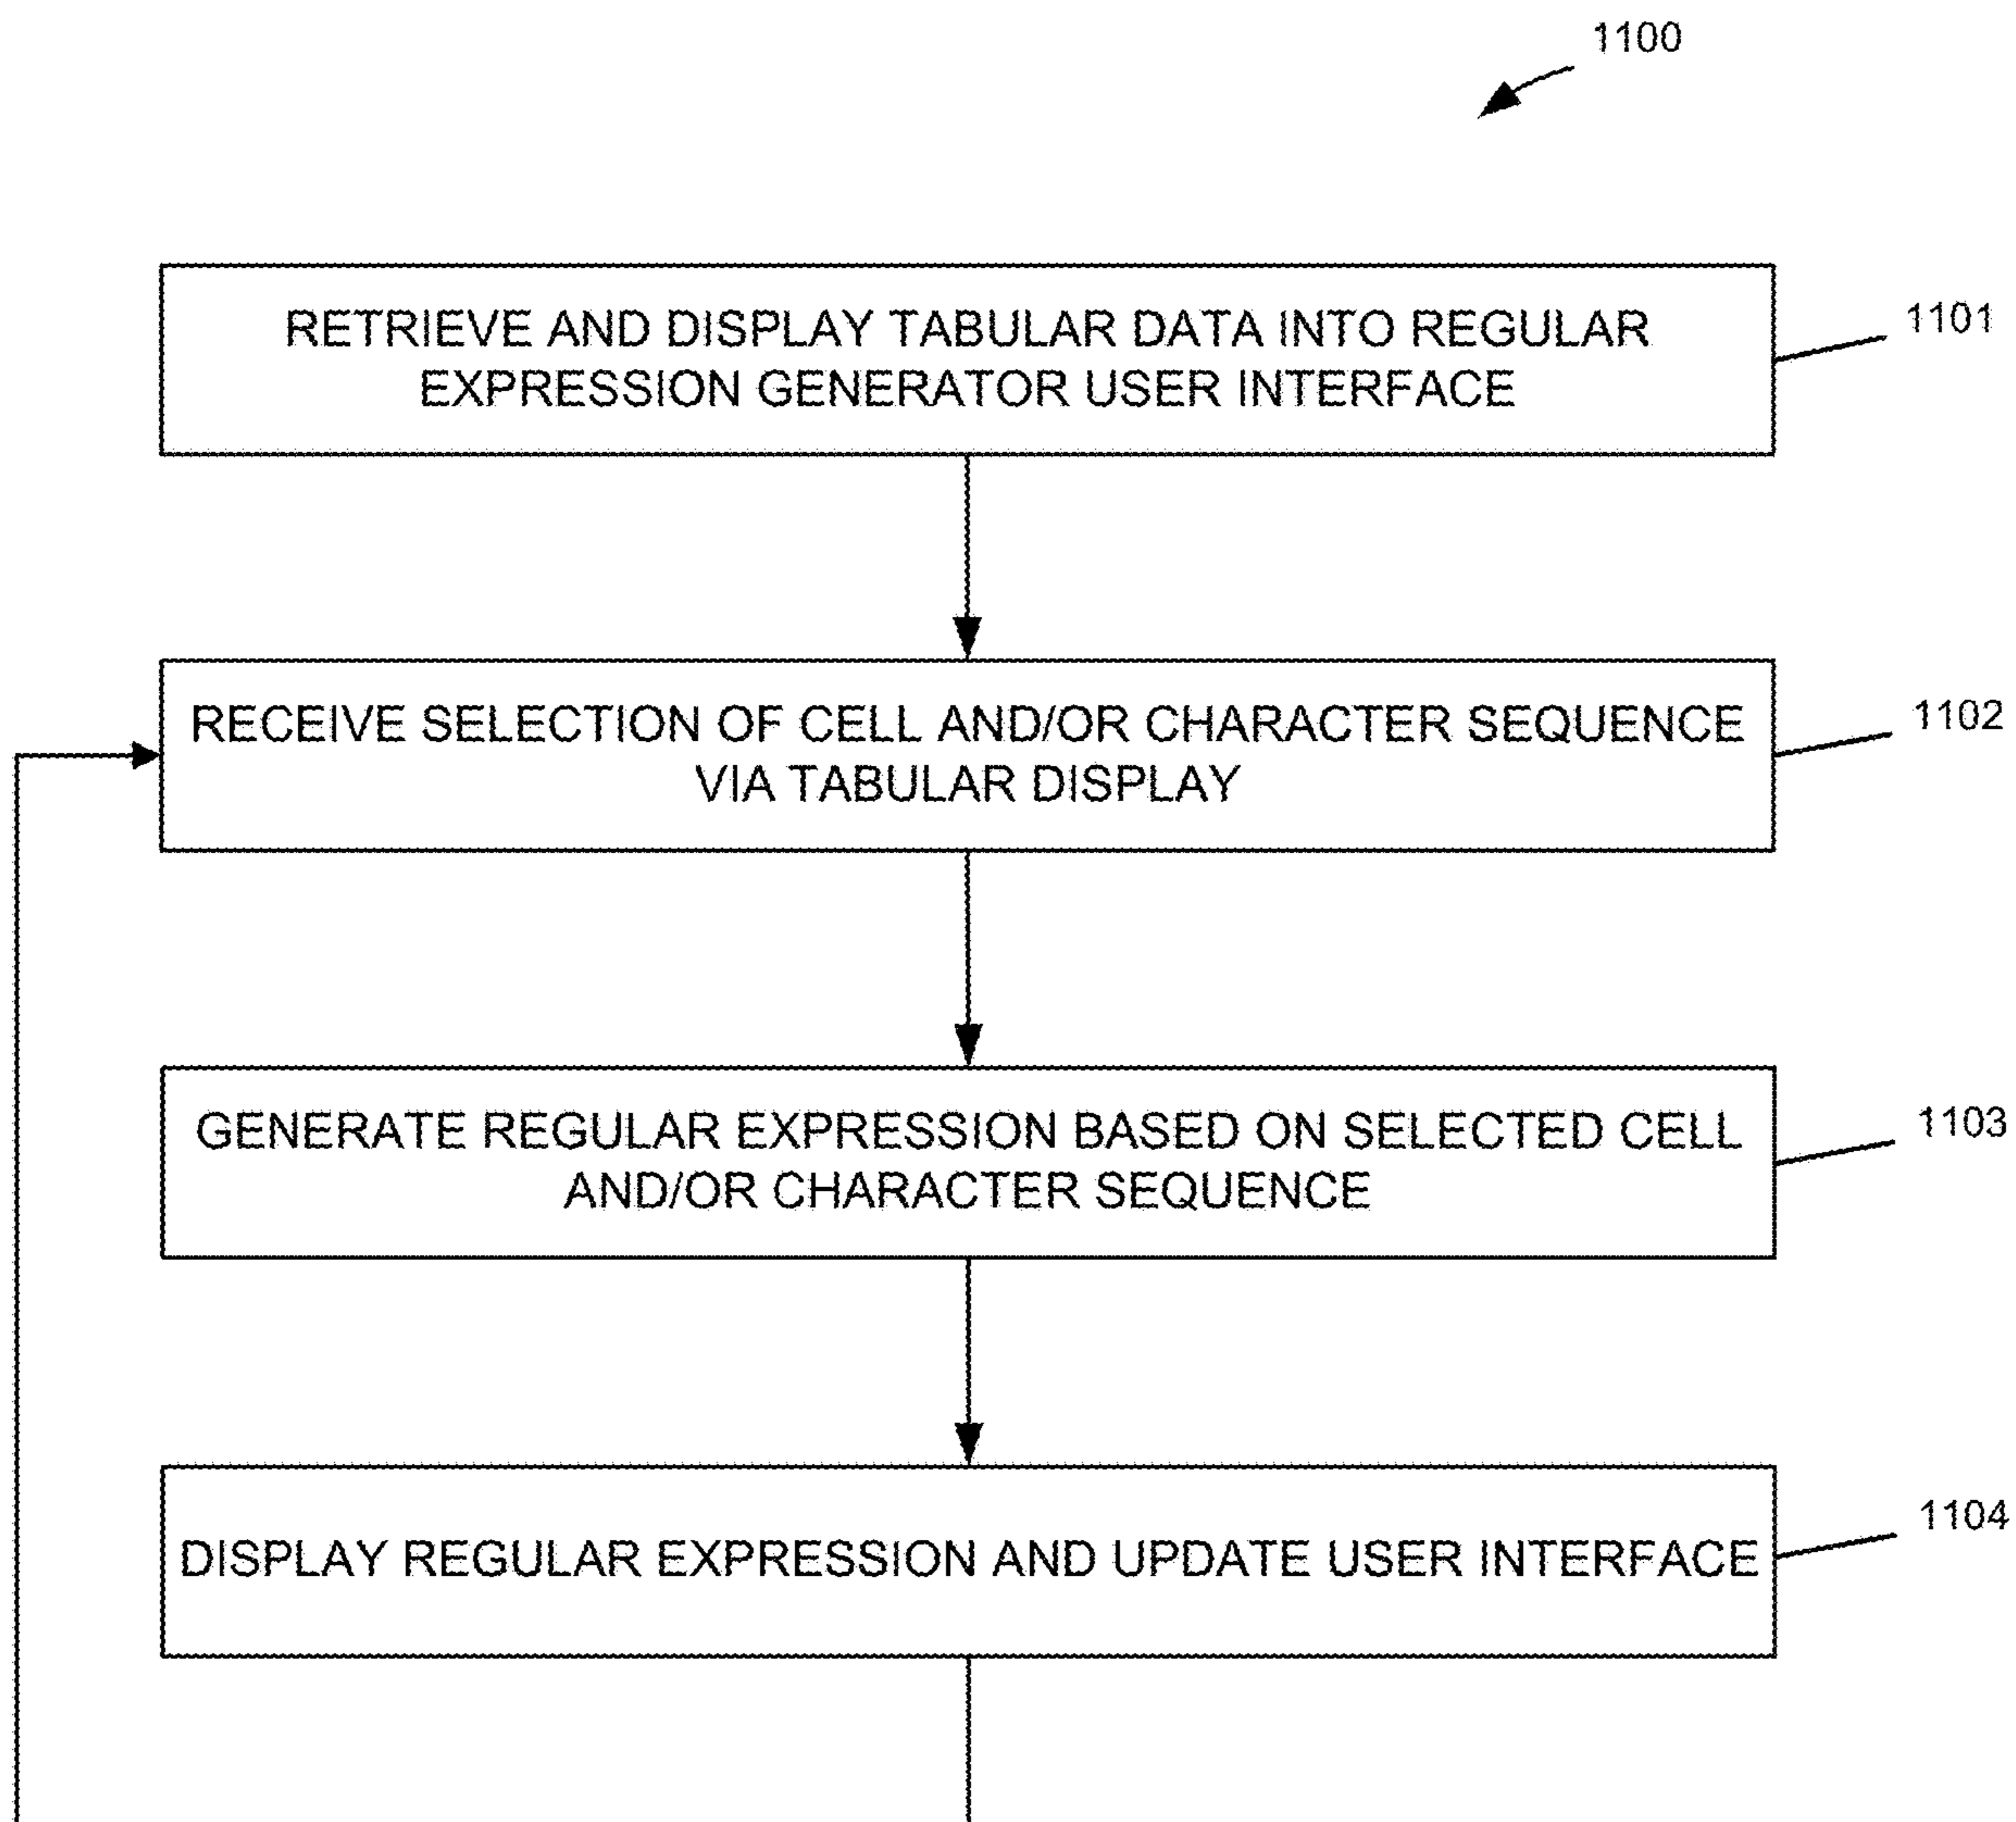 1100
RETRIEVE AND DISPLAY TABULAR DATA INTO REGULAR
EXPRESSION GENERATOR USER INTERFACE
1101
RECEIVE SELECTION OF CELL AND/OR CHARACTER SEQUENCE
VIA TABULAR DISPLAY
1102
GENERATE REGULAR EXPRESSION BASED ON SELECTED CELL
AND/OR CHARACTER SEQUENCE
1103
DISPLAY REGULAR EXPRESSION AND UPDATE USER INTERFACE
1104